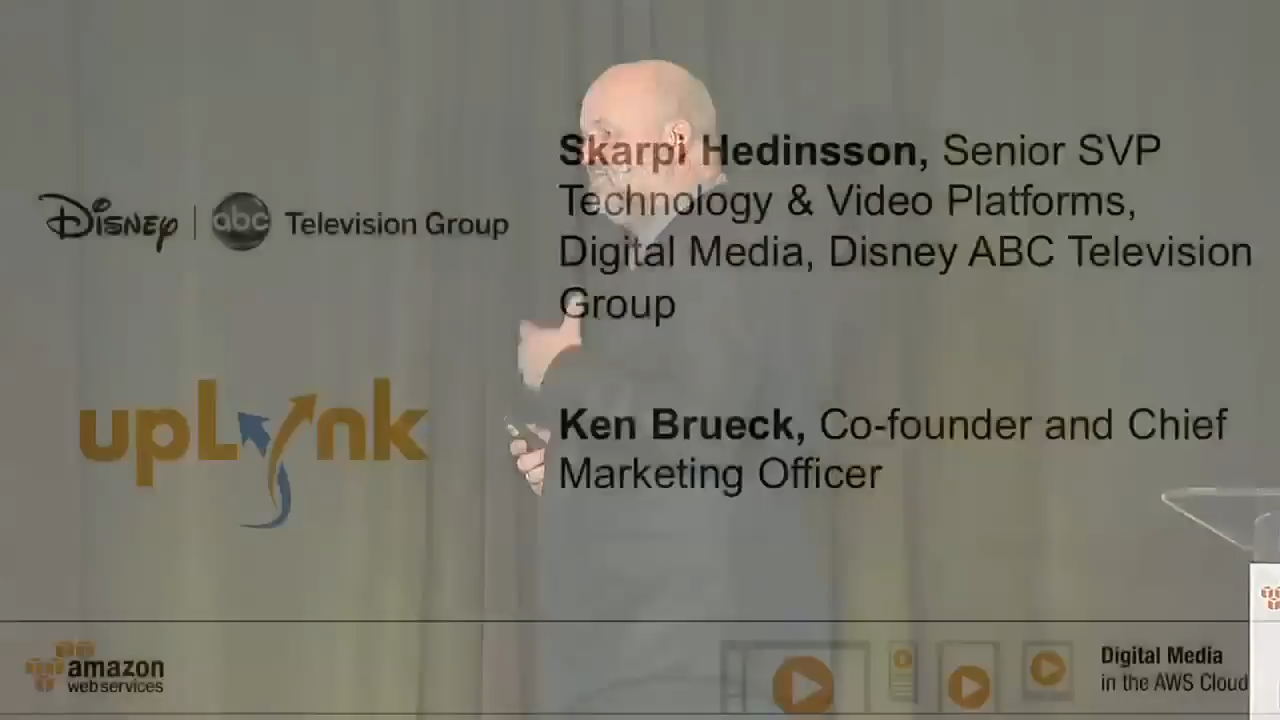 Skarpi Hedinsson, Senior SVP
Technology & Video Platforms,
Digital Media, Disney ABC Television
Group
Disney | abc Television Group
upLynk
Ken Brueck, Co-founder and Chief
Marketing Officer
amazon
web services
Digital Media
in the AWS Cloud